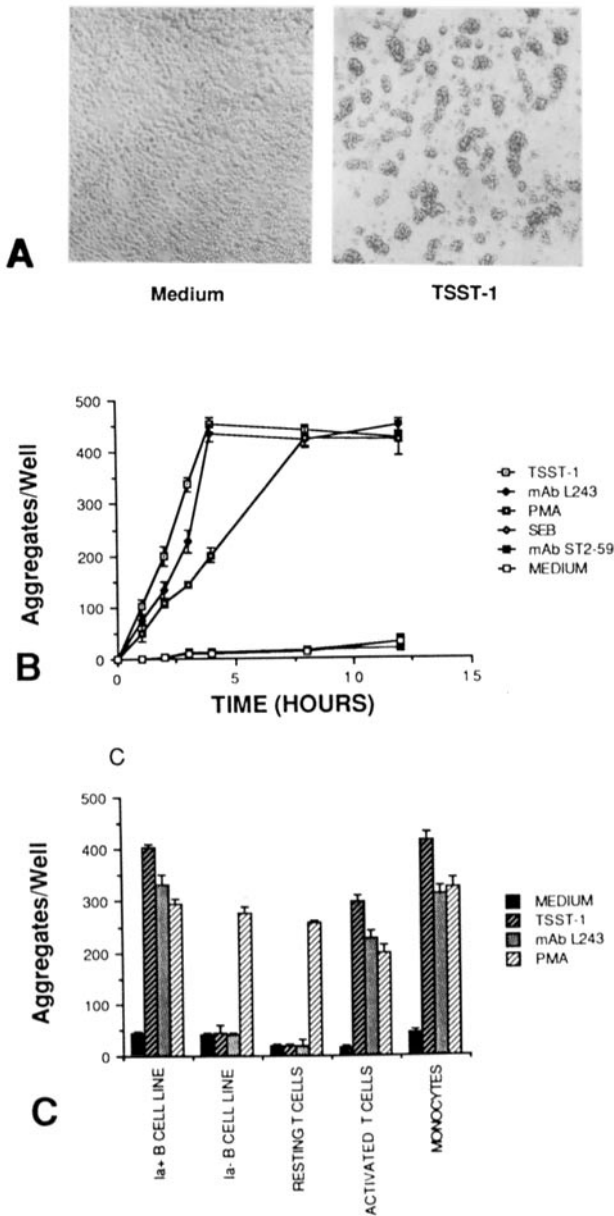 A
Medium
TSST-1
500
400
300
200
100
0
Aggregates/Well
0
5
10
15
TIME (HOURS)
B
TSST-1
mAb L243
PMA
SEB
mAb ST2-59
MEDIUM
C
500
400
300
200
100
0
Aggregates/Well
MEDIUM
TSST-1
mAb L243
PMA
Ia+ B CELL LINE
Ia- B CELL LINE
RESTING T CELLS
ACTIVATED T CELLS
MONOCYTES
C